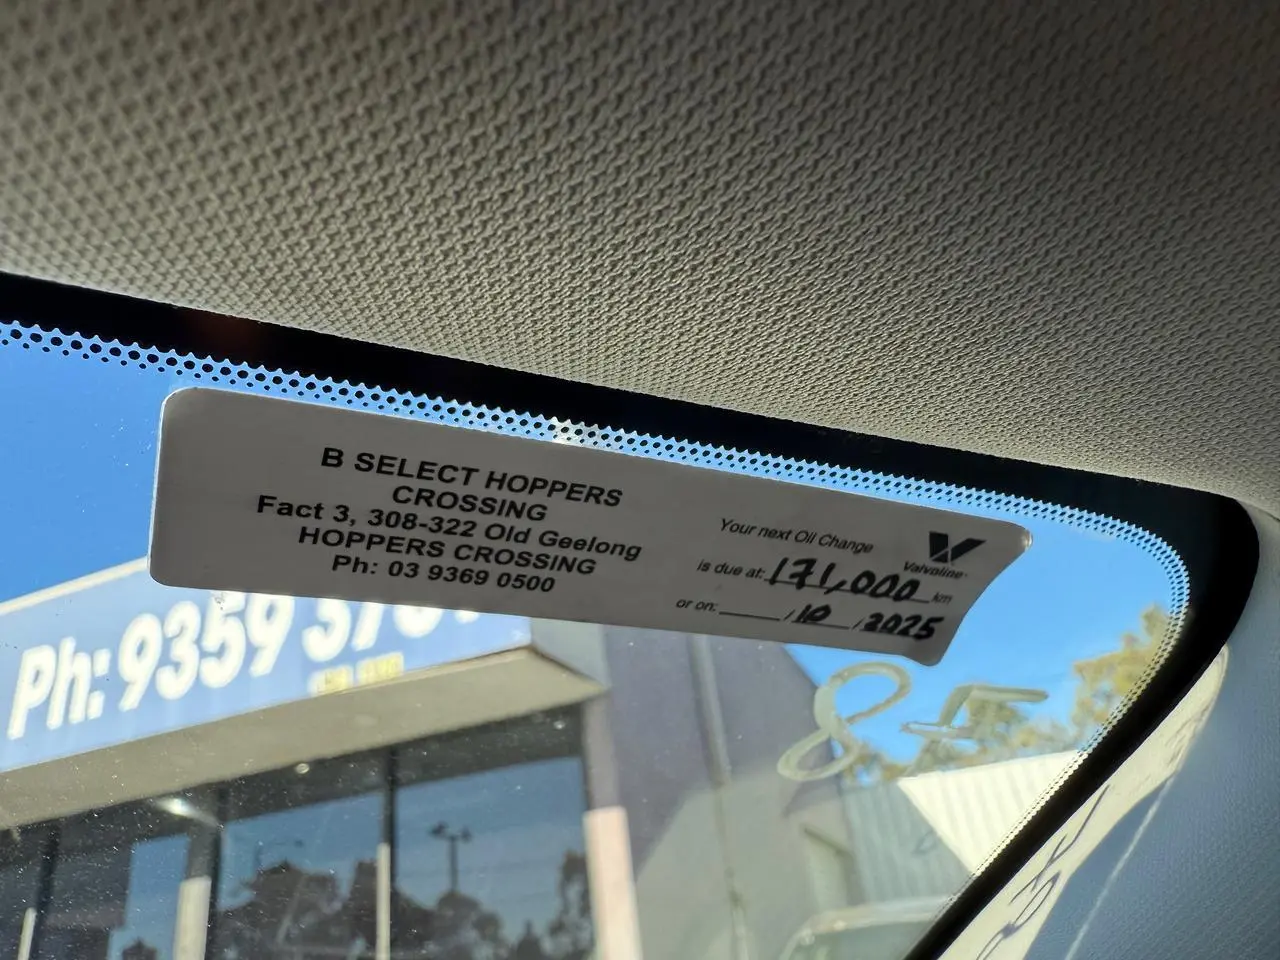 B SELECT HOPPERS
CROSSING
Fact 3, 308-322 Old Geelong
HOPPERS CROSSING
Ph: 03 9369 0500
Your next Oil Change
is due at: 171,000 km
or on: ____/10/2025
Valvoline
Ph: 9359